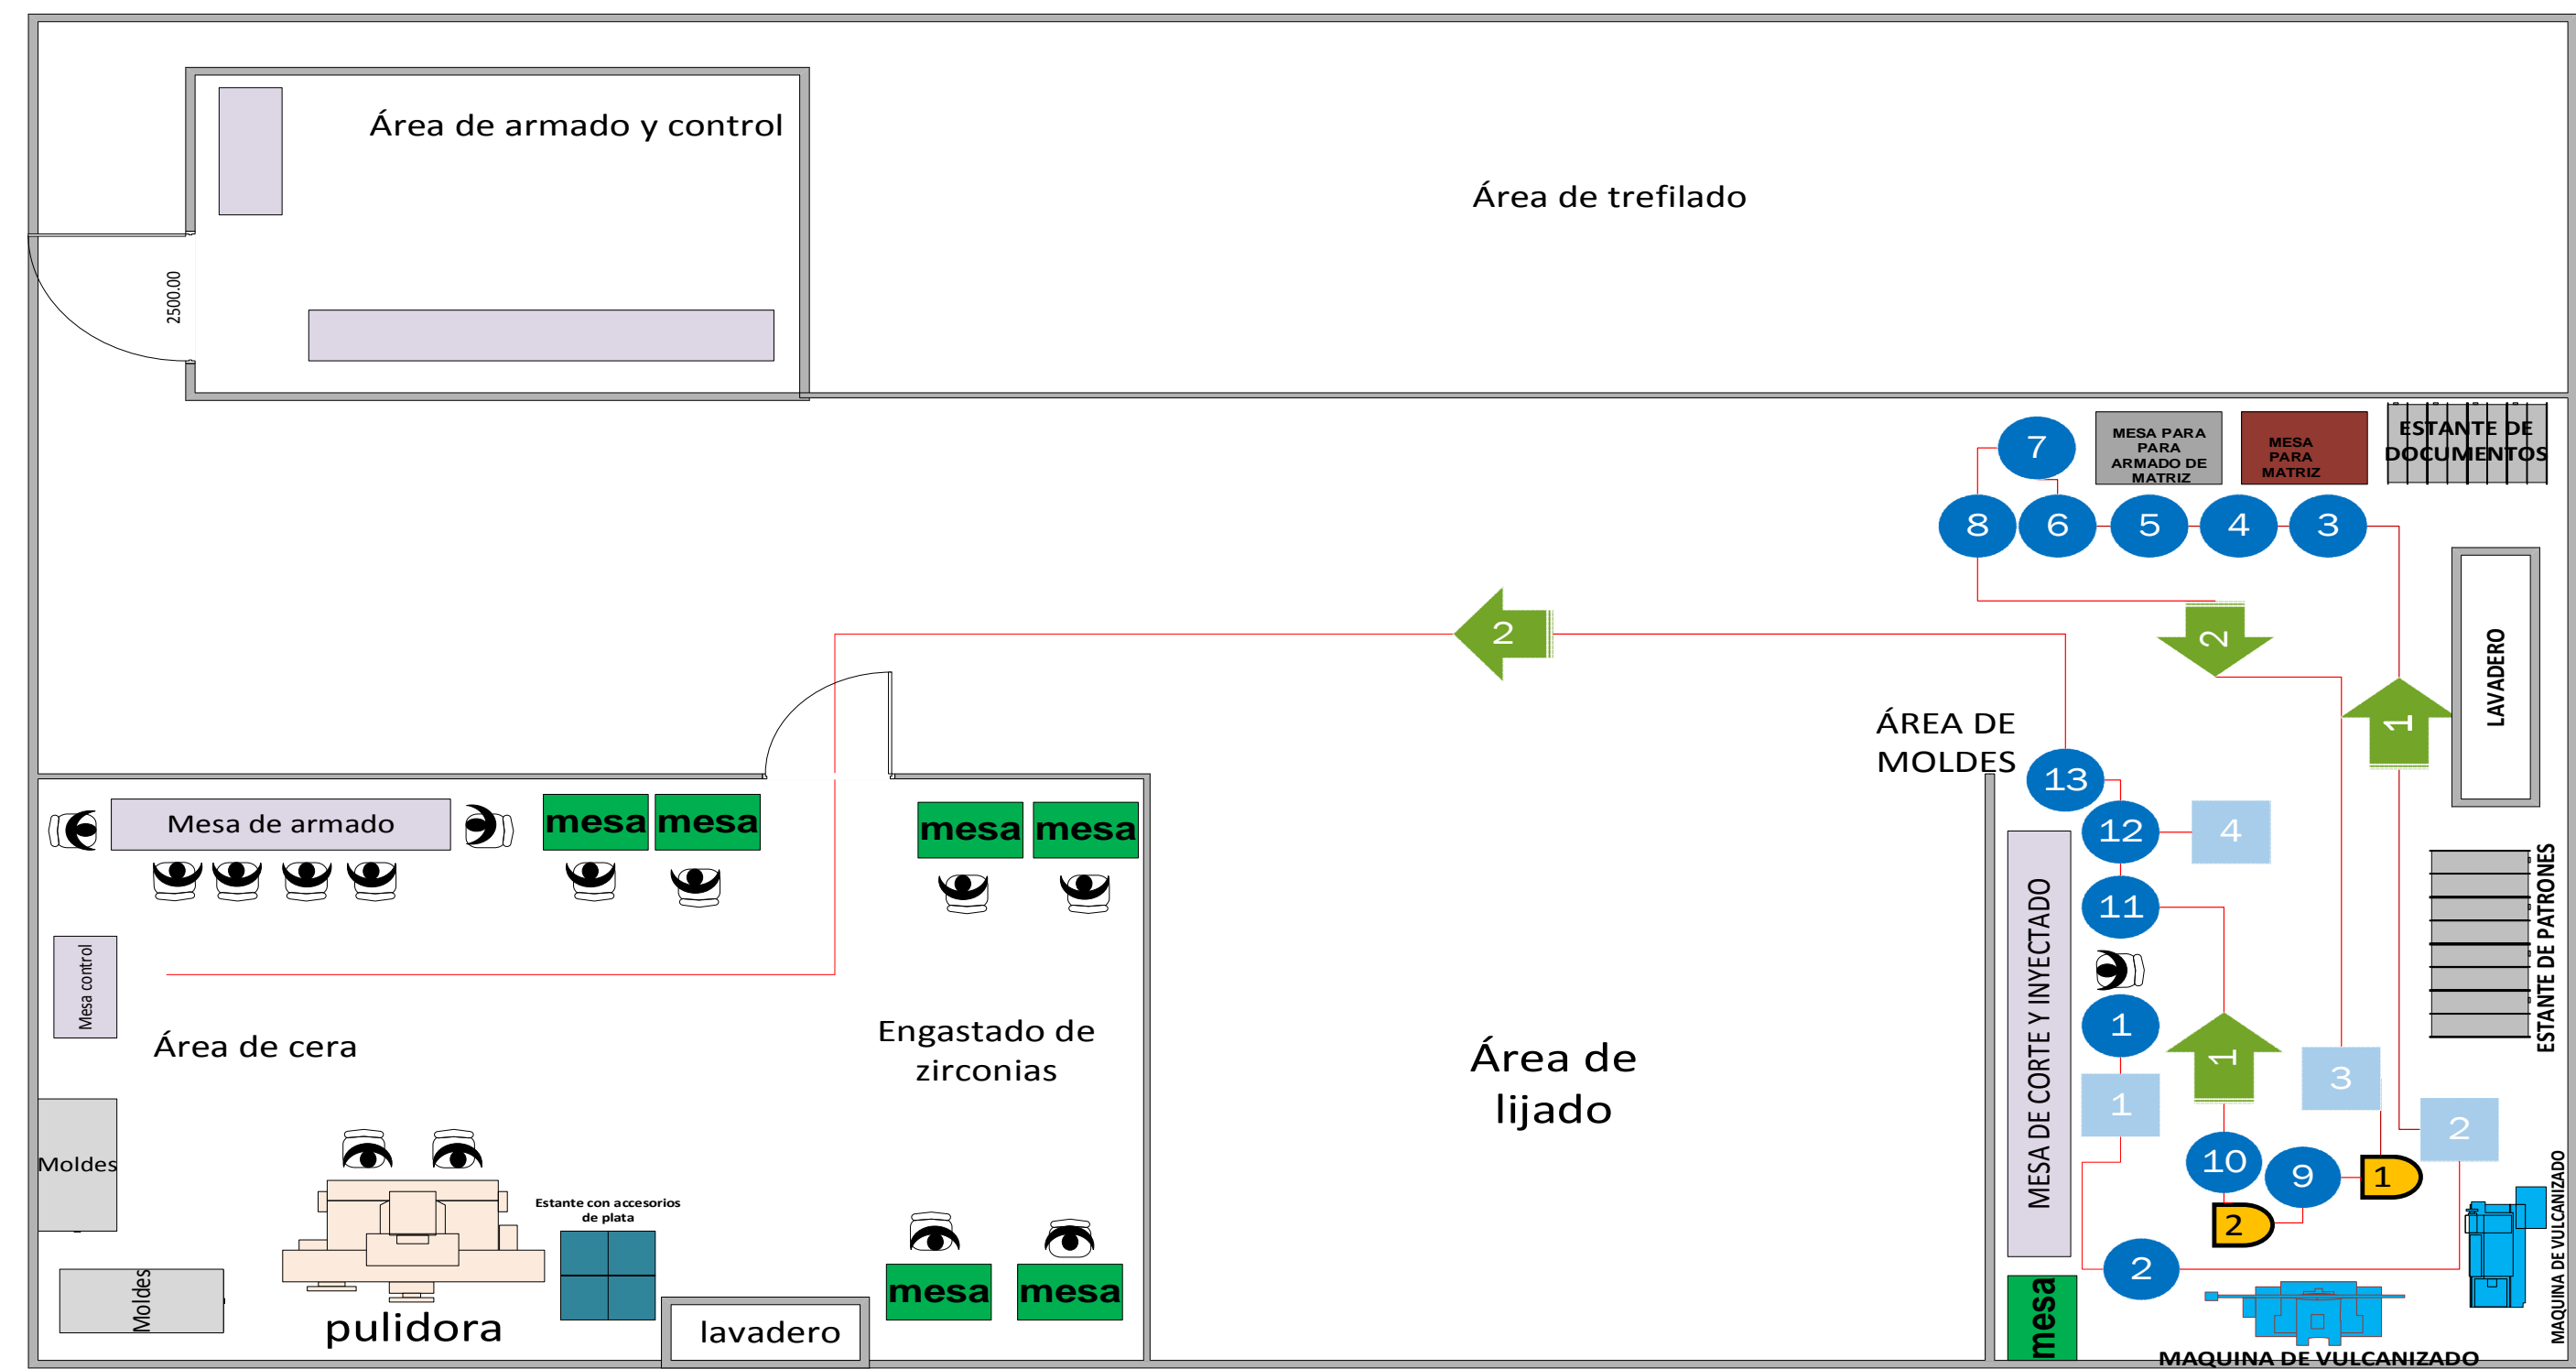 Área de armado y control
Área de trefilado
2500.00
7
MESA PARA
PARA
ARMADO DE
MATRIZ
MESA
PARA
MATRIZ
ESTANTE DE
DOCUMENTOS
8
6
5
4
3
2
2
1
LAVADERO
ÁREA DE
MOLDES
13
12
4
11
1
1
1
3
2
10
9
1
2
2
MESA DE CORTE Y INYECTADO
ESTANTE DE PATRONES
MAQUINA DE VULCANIZADO
MAQUINA DE VULCANIZADO
mesa
Mesa de armado
mesa
mesa
mesa
mesa
Mesa control
Área de cera
Engastado de
zirconias
Área de
lijado
Moldes
Moldes
pulidora
Estante con accesorios
de plata
lavadero
mesa
mesa